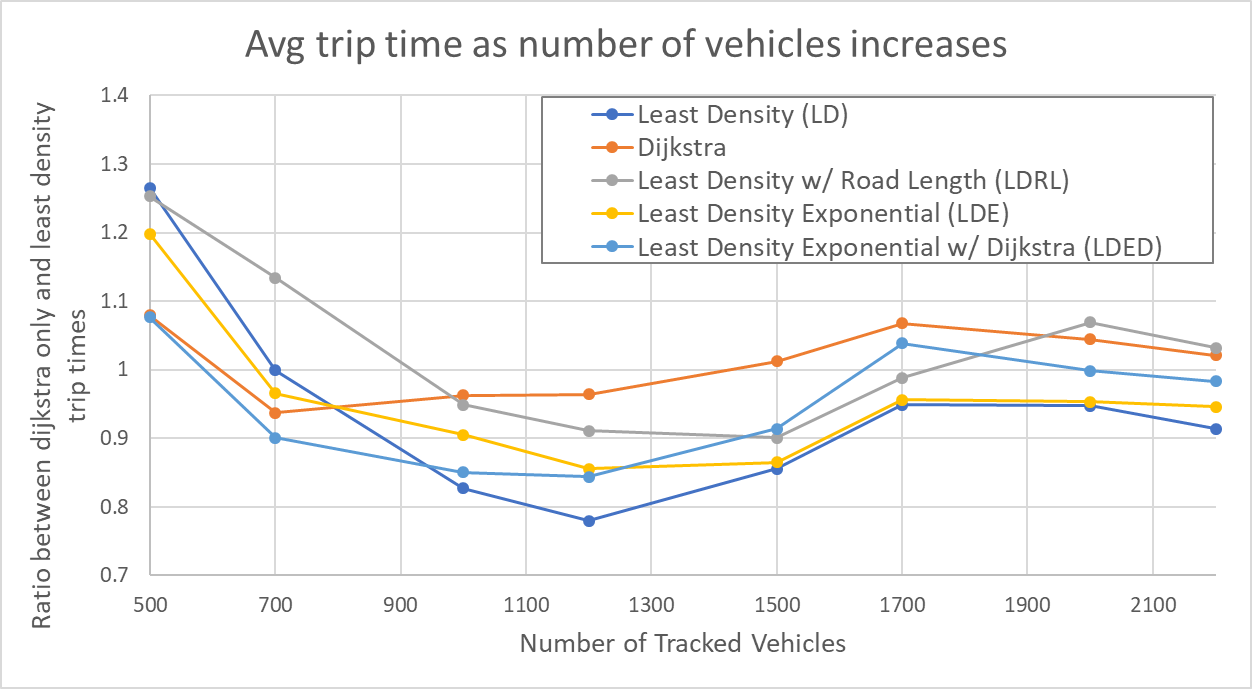 Avg trip time as number of vehicles increases
Ratio between dijkstra only and least density
trip times
1.4
1.3
1.2
1.1
1
0.9
0.8
0.7
Least Density (LD)
Dijkstra
Least Density w/ Road Length (LDRL)
Least Density Exponential (LDE)
Least Density Exponential w/ Dijkstra (LDED)
500 700 900 1100 1300 1500 1700 1900 2100
Number of Tracked Vehicles